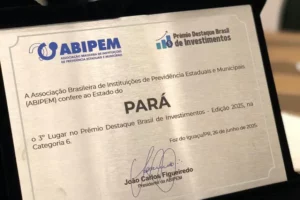 ABIPEM
ASSOCIAÇÃO BRASILEIRA DE INSTITUIÇÕES
DE PREVIDÊNCIA ESTADUAIS E MUNICIPAIS
Prêmio Destaque Brasil
de Investimentos
A Associação Brasileira de Instituições de Previdência Estaduais e Municipais,
(ABIPEM) confere ao Estado do
PARÁ
o 3º Lugar no Prêmio Destaque Brasil de Investimentos - Edição 2025, na
Categoria 6.
Foz do Iguaçu/PR, 26 de junho de 2025.
João Carlos Figueiredo
Presidente da ABIPEM